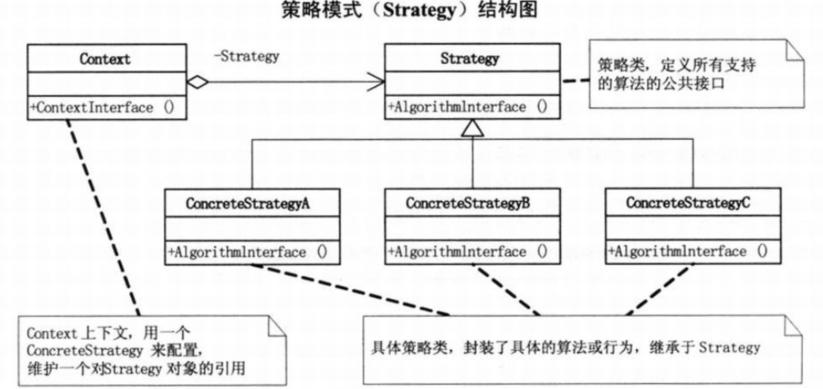 策略模式（Strategy）结构图
Context
-Strategy
Strategy
策略类，定义所有支持
的算法的公共接口
+ContextInterface ()
+AlgorithmInterface ()
ConcreteStrategyA
ConcreteStrategyB
ConcreteStrategyC
+AlgorithmInterface ()
+AlgorithmInterface ()
+AlgorithmInterface ()
Context 上下文，用一个
ConcreteStrategy 来配置，
维护一个对Strategy 对象的引用
具体策略类，封装了具体的算法或行为，继承于 Strategy